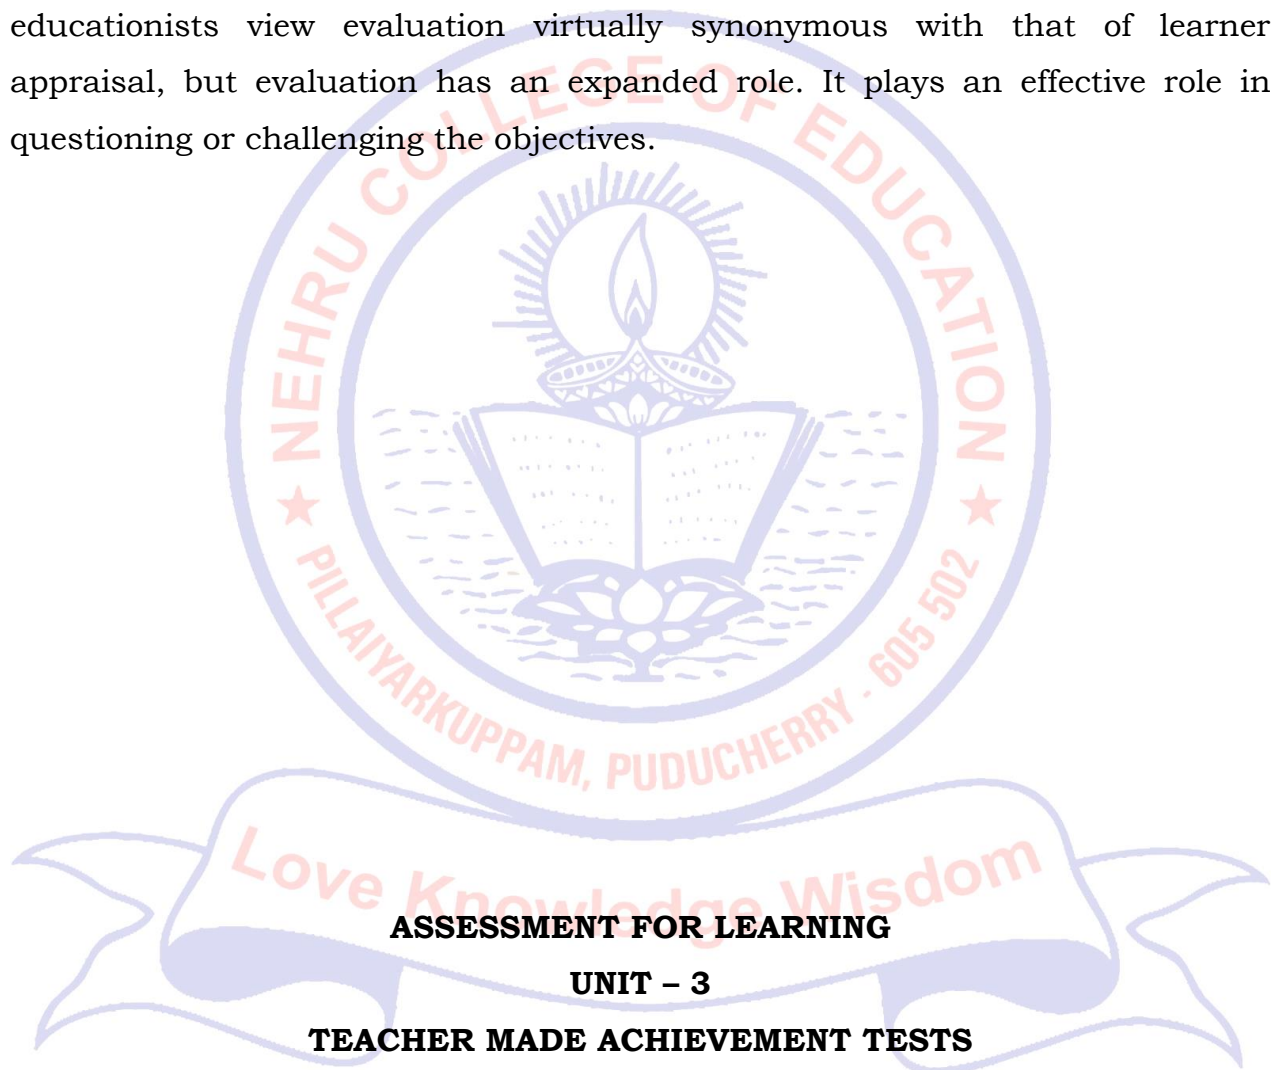 educationists view evaluation virtually synonymous with that of learner
appraisal, but evaluation has an expanded role. It plays an effective role in
questioning or challenging the objectives.
NEHRU COLLEGE OF EDUCATION
★ PILLAIYARKUPPAM, PUDUCHERRY - 605 502 ★
Love Knowledge Wisdom
ASSESSMENT FOR LEARNING
UNIT – 3
TEACHER MADE ACHIEVEMENT TESTS